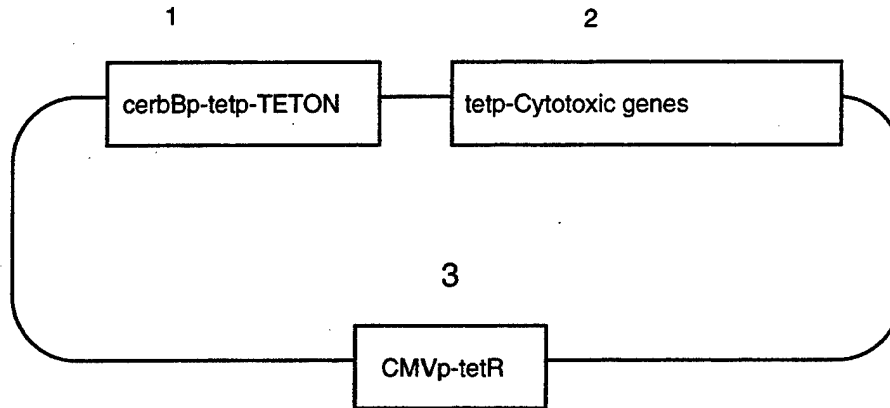 1
2
cerbBp-tetp-TETON
tetp-Cytotoxic genes
3
CMVp-tetR